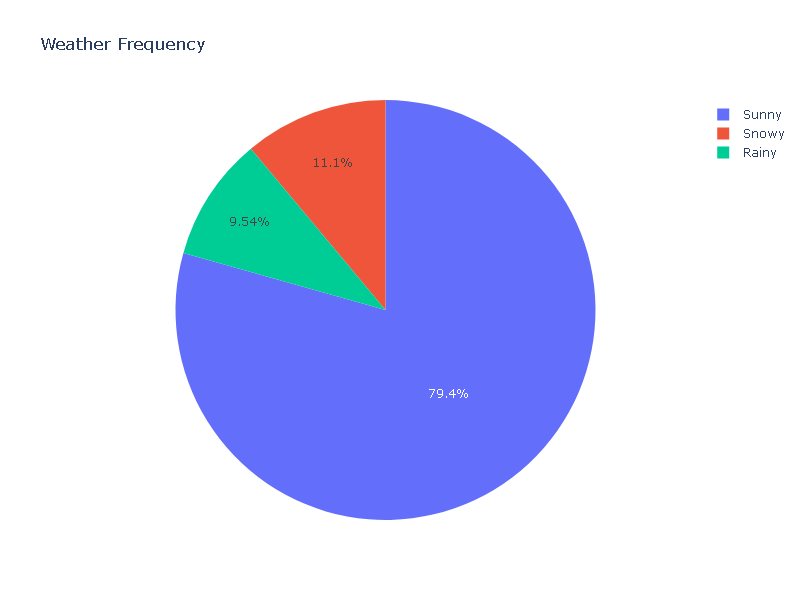 Weather Frequency
Sunny
Snowy
Rainy
11.1%
9.54%
79.4%